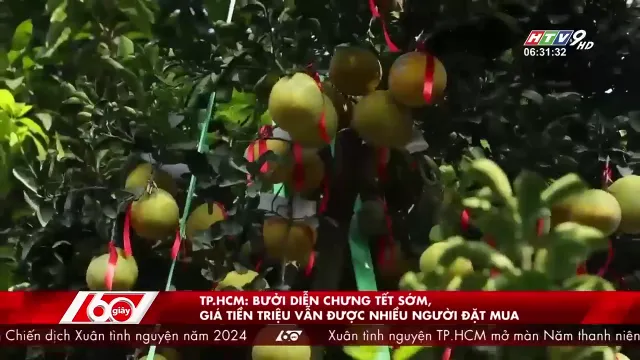 HTV9 HD
06:31:32
TP.HCM: BƯỞI DIỄN CHƯNG TẾT SỚM,
60 giây
GIÁ TIỀN TRIỆU VẪN ĐƯỢC NHIỀU NGƯỜI ĐẶT MUA
Chiến dịch Xuân tình nguyện năm 2024 Xuân tình nguyện TP.HCM mở màn Năm thanh niên